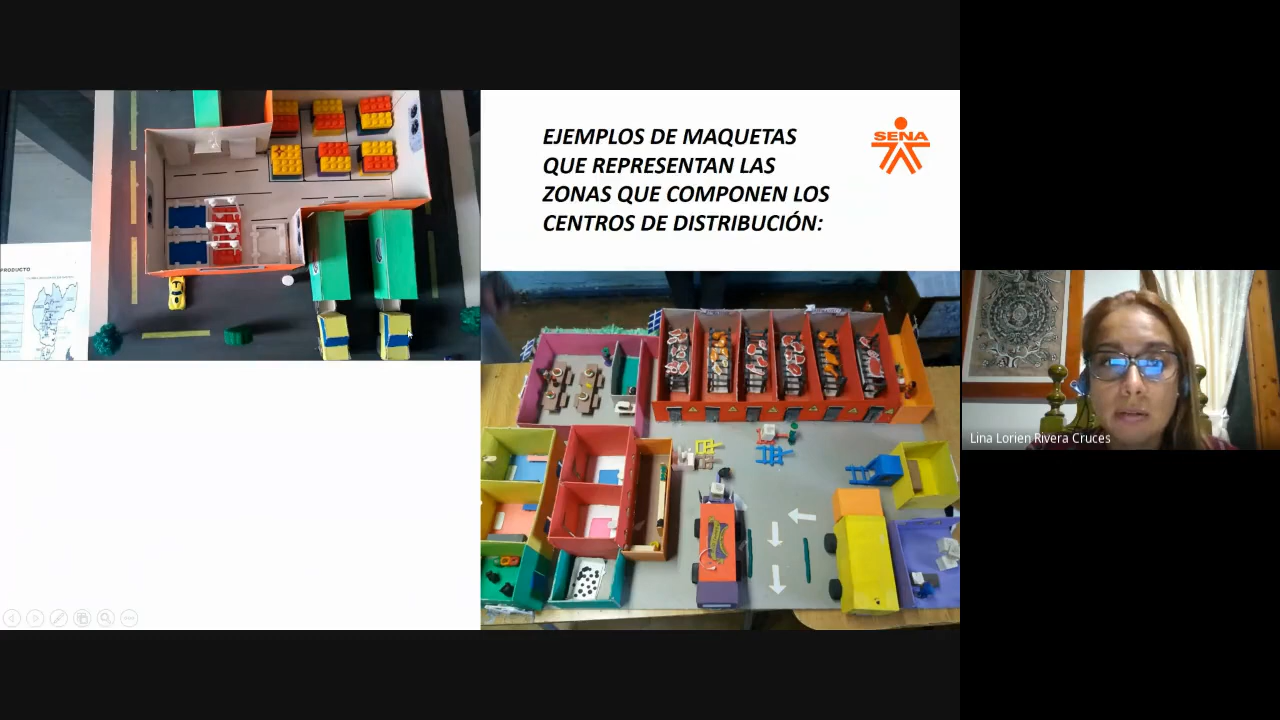 EJEMPLOS DE MAQUETAS
QUE REPRESENTAN LAS
ZONAS QUE COMPONEN LOS
CENTROS DE DISTRIBUCIÓN:
SENA
PRODUCTO
Lina Lorien Rivera Cruces